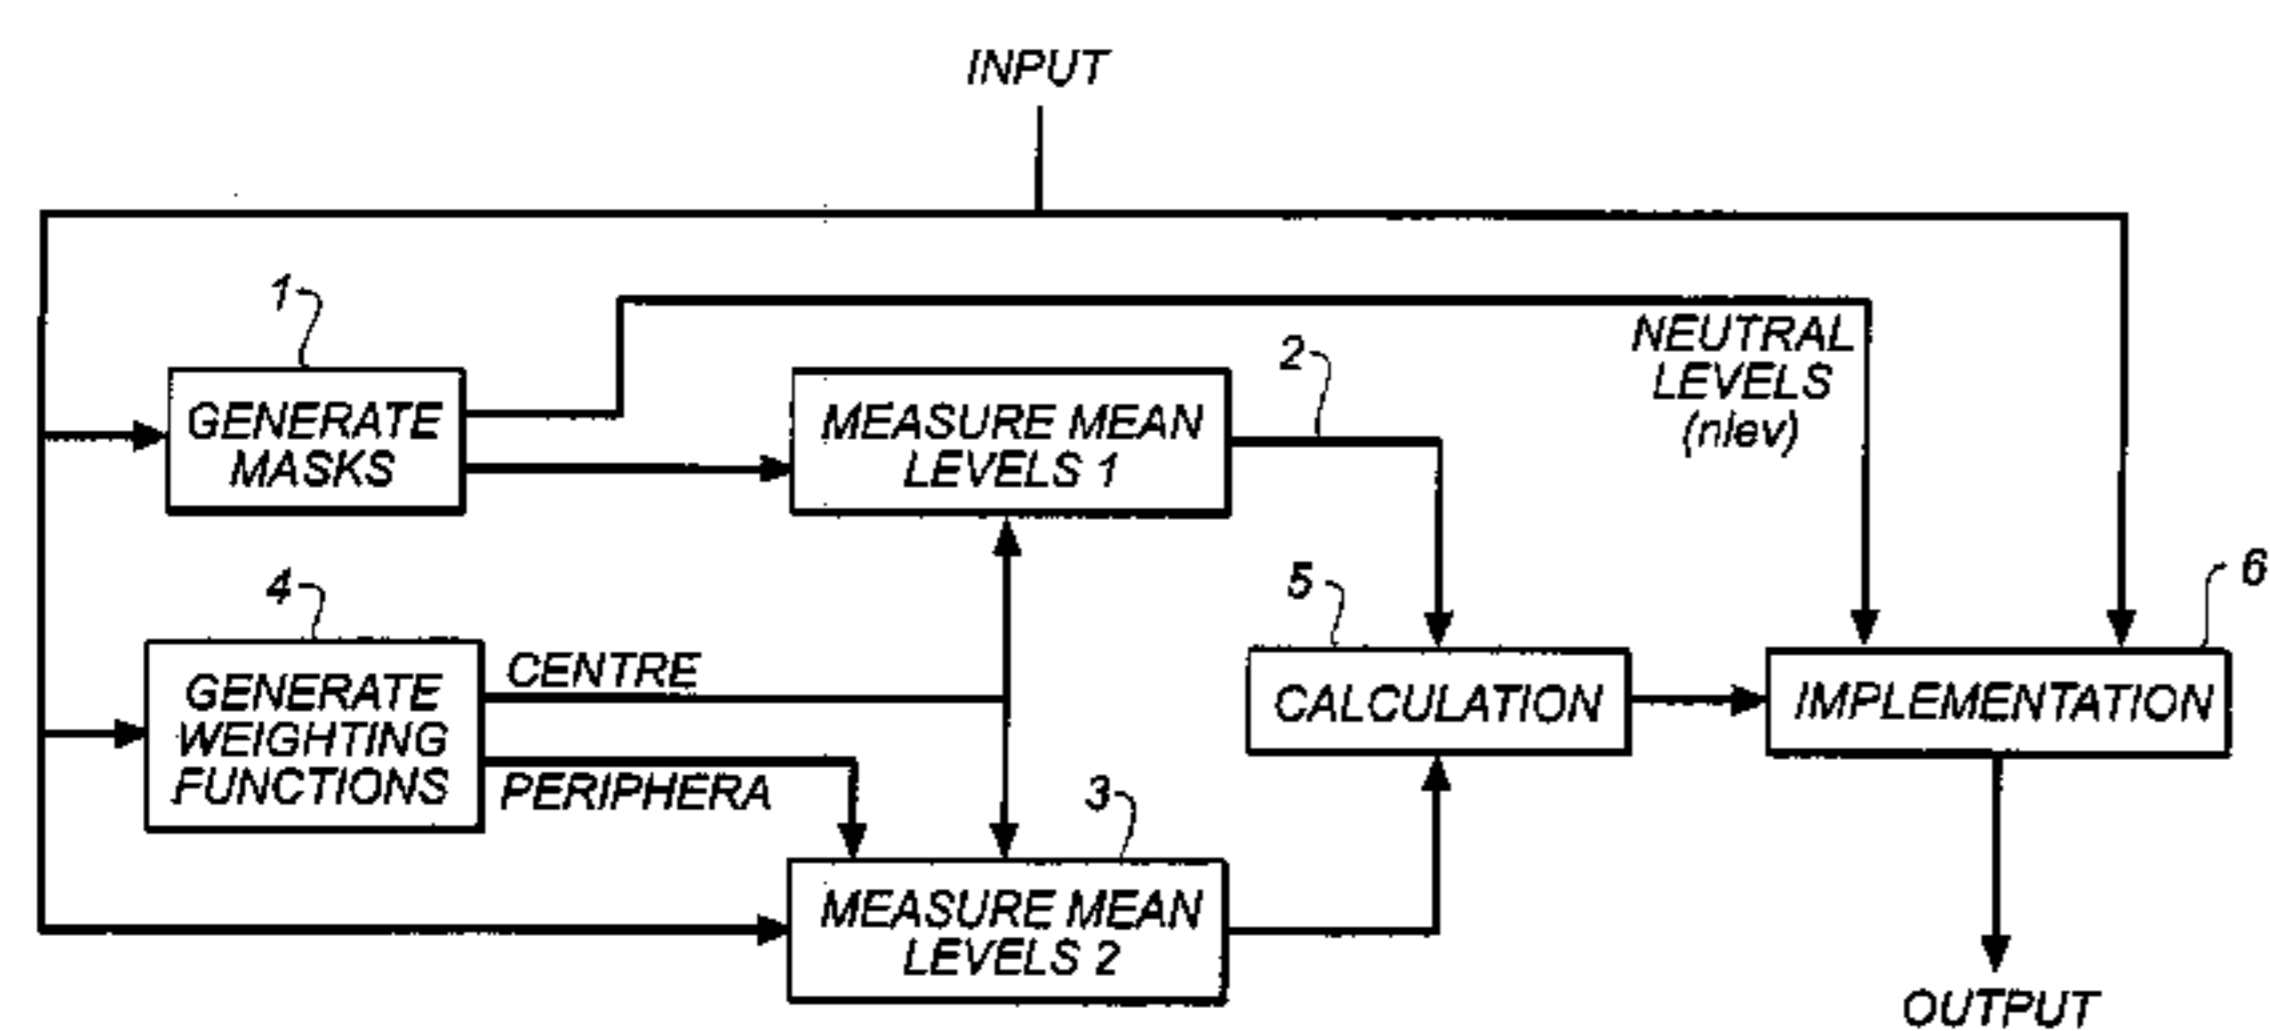 INPUT
1
GENERATE
MASKS
MEASURE MEAN
LEVELS 1
2
NEUTRAL
LEVELS
(nlev)
4
GENERATE
WEIGHTING
FUNCTIONS
CENTRE
PERIPHERA
3
MEASURE MEAN
LEVELS 2
5
CALCULATION
6
IMPLEMENTATION
OUTPUT